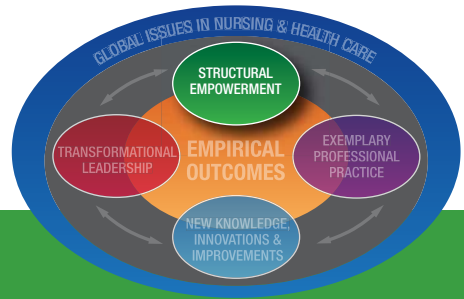 GLOBAL ISSUES IN NURSING & HEALTH CARE
STRUCTURAL
EMPOWERMENT
TRANSFORMATIONAL
LEADERSHIP
EMPIRICAL
OUTCOMES
EXEMPLARY
PROFESSIONAL
PRACTICE
NEW KNOWLEDGE,
INNOVATIONS &
IMPROVEMENTS